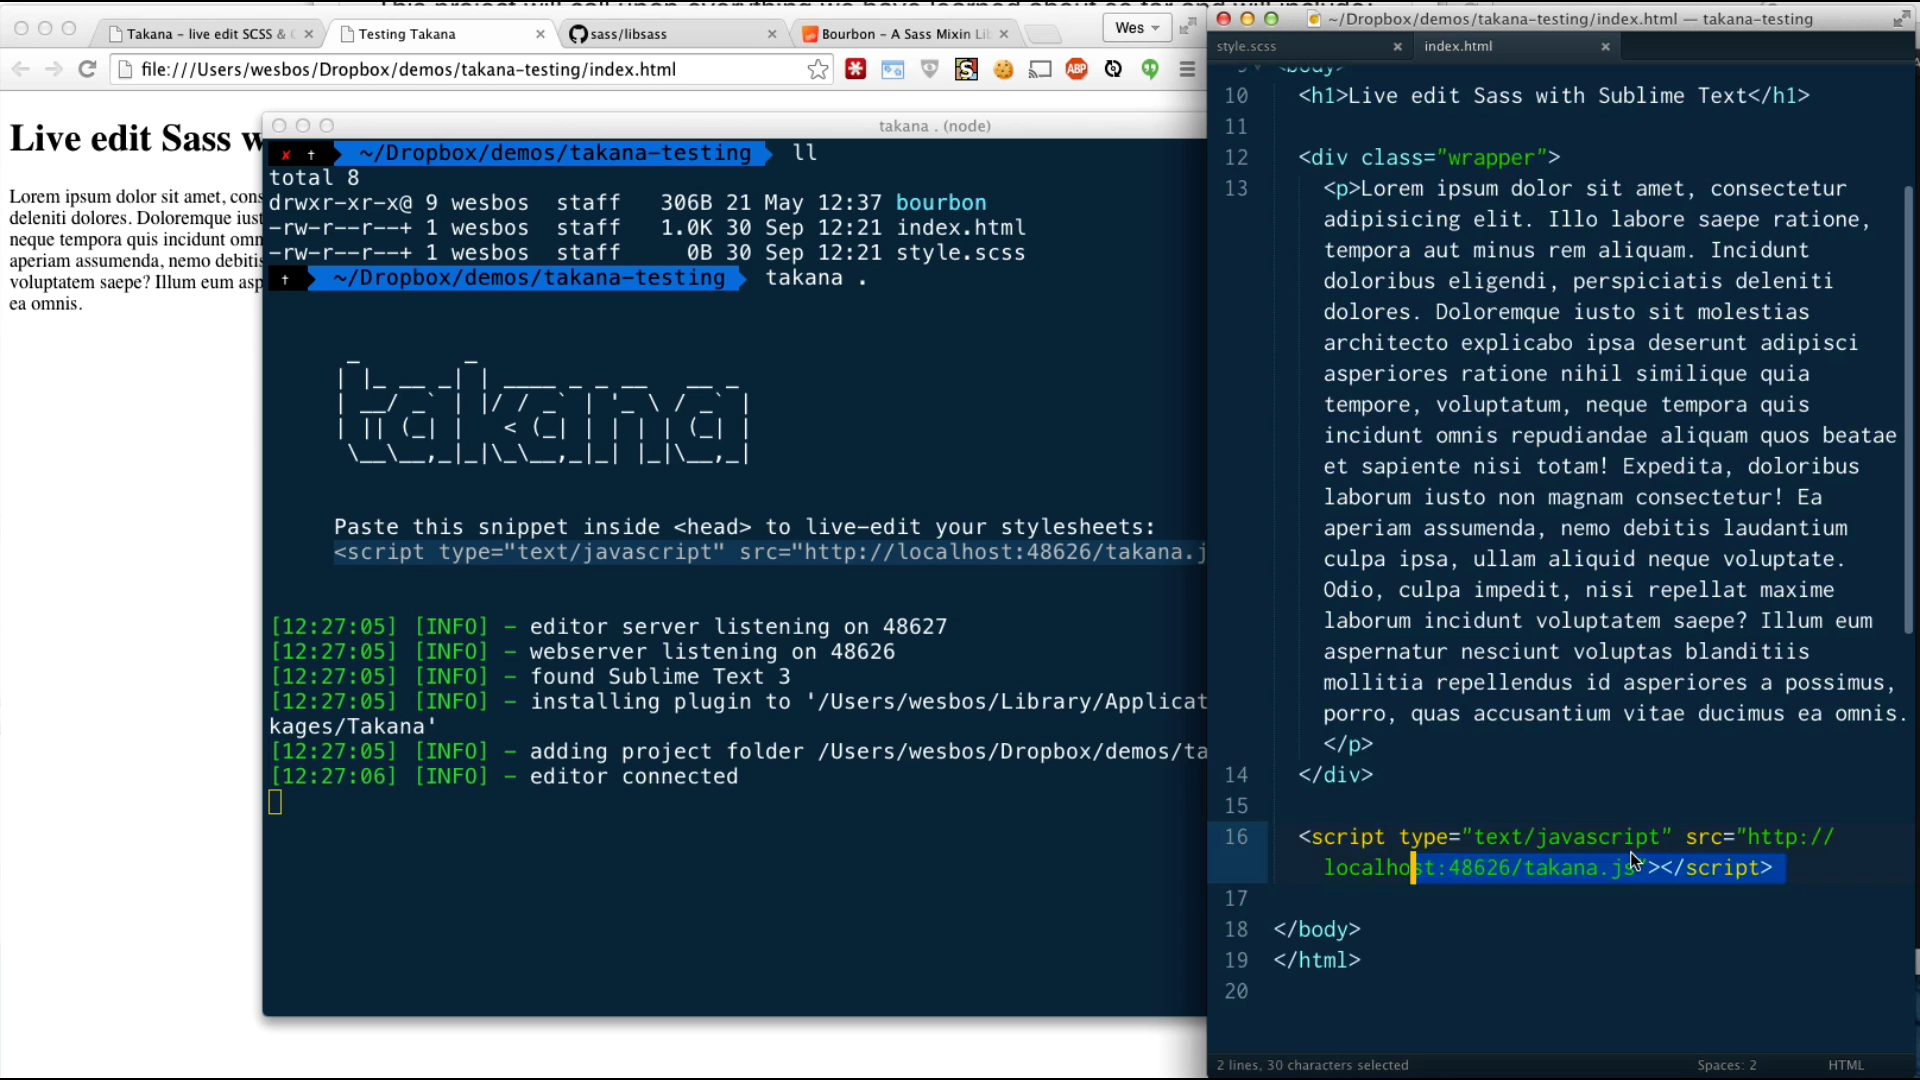 Takana – live edit SCSS &
Testing Takana
sass/libsass
Bourbon – A Sass Mixin Li
Wes
file:///Users/wesbos/Dropbox/demos/takana-testing/index.html
ABP
Live edit Sass w
Lorem ipsum dolor sit amet, cons
deleniti dolores. Doloremque iust
neque tempora quis incidunt omn
aperiam assumenda, nemo debitis
voluptatem saepe? Illum eum asp
ea omnis.
takana . (node)
~/Dropbox/demos/takana-testing ll
total 8
drwxr-xr-x@ 9 wesbos staff 306B 21 May 12:37 bourbon
-rw-r--r--+ 1 wesbos staff 1.0K 30 Sep 12:21 index.html
-rw-r--r--+ 1 wesbos staff 0B 30 Sep 12:21 style.scss
~/Dropbox/demos/takana-testing takana .
takana
Paste this snippet inside <head> to live-edit your stylesheets:
<script type="text/javascript" src="http://localhost:48626/takana.j
[12:27:05] [INFO] – editor server listening on 48627
[12:27:05] [INFO] – webserver listening on 48626
[12:27:05] [INFO] – found Sublime Text 3
[12:27:05] [INFO] – installing plugin to '/Users/wesbos/Library/Applicat
kages/Takana'
[12:27:05] [INFO] – adding project folder /Users/wesbos/Dropbox/demos/ta
[12:27:06] [INFO] – editor connected
~/Dropbox/demos/takana-testing/index.html — takana-testing
style.scss
index.html
9 <body>
10 <h1>Live edit Sass with Sublime Text</h1>
11
12 <div class="wrapper">
13 <p>Lorem ipsum dolor sit amet, consectetur
adipisicing elit. Illo labore saepe ratione,
tempora aut minus rem aliquam. Incidunt
doloribus eligendi, perspiciatis deleniti
dolores. Doloremque iusto sit molestias
architecto explicabo ipsa deserunt adipisci
asperiores ratione nihil similique quia
tempore, voluptatum, neque tempora quis
incidunt omnis repudiandae aliquam quos beatae
et sapiente nisi totam! Expedita, doloribus
laborum iusto non magnam consectetur! Ea
aperiam assumenda, nemo debitis laudantium
culpa ipsa, ullam aliquid neque voluptate.
Odio, culpa impedit, nisi repellat maxime
laborum incidunt voluptatem saepe? Illum eum
aspernatur nesciunt voluptas blanditiis
mollitia repellendus id asperiores a possimus,
porro, quas accusantium vitae ducimus ea omnis.
</p>
14 </div>
15
16 <script type="text/javascript" src="http://
localhost:48626/takana.js"></script>
17
18 </body>
19 </html>
20
2 lines, 30 characters selected
Spaces: 2
HTML